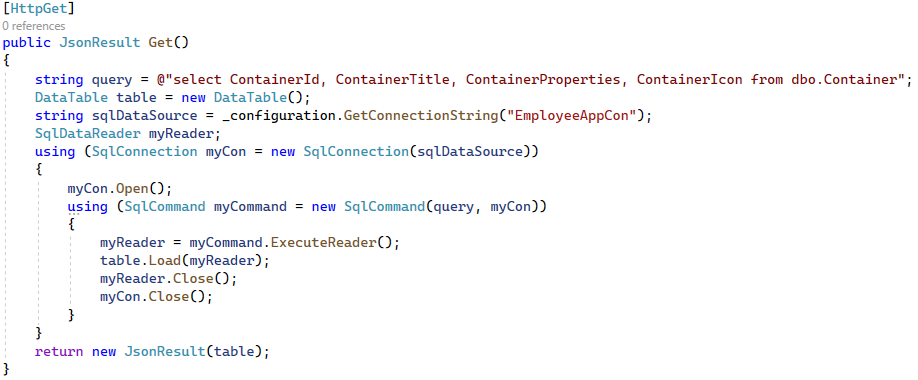 [HttpGet]
0 references
public JsonResult Get()
{
    string query = @"select ContainerId, ContainerTitle, ContainerProperties, ContainerIcon from dbo.Container";
    DataTable table = new DataTable();
    string sqlDataSource = _configuration.GetConnectionString("EmployeeAppCon");
    SqlDataReader myReader;
    using (SqlConnection myCon = new SqlConnection(sqlDataSource))
    {
        myCon.Open();
        using (SqlCommand myCommand = new SqlCommand(query, myCon))
        {
            myReader = myCommand.ExecuteReader();
            table.Load(myReader);
            myReader.Close();
            myCon.Close();
        }
    }
    return new JsonResult(table);
}